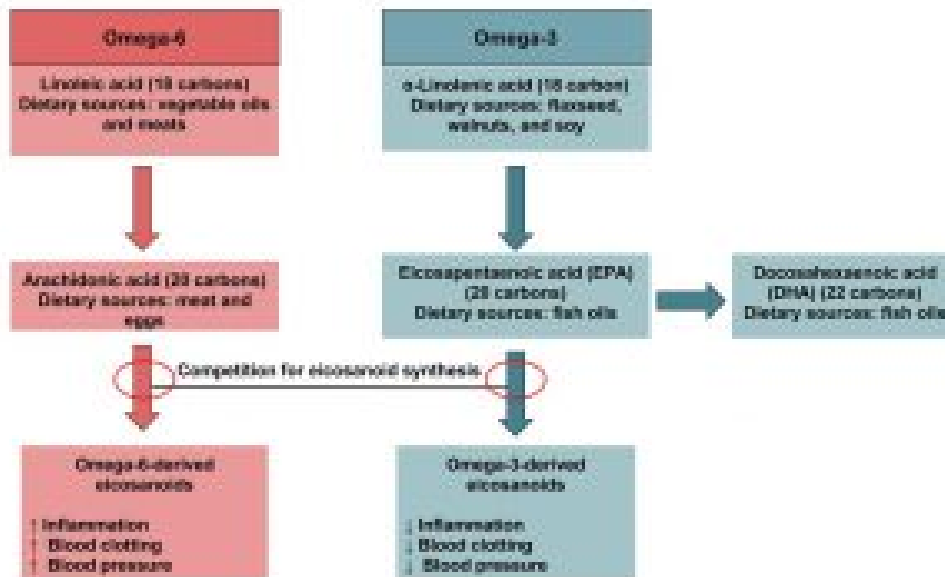 Omega-6
Linoleic acid (18 carbons)
Dietary sources: vegetable oils
and meats
Omega-3
α-Linolenic acid (18 carbon)
Dietary sources: flaxseed,
walnuts, and soy
Arachidonic acid (20 carbons)
Dietary sources: meat and
eggs
Eicosapentaenoic acid (EPA)
(20 carbons)
Dietary sources: fish oils
Docosahexaenoic acid
(DHA) (22 carbons)
Dietary sources: fish oils
Competition for eicosanoid synthesis
Omega-6-derived
eicosanoids
↑ Inflammation
↑ Blood clotting
↑ Blood pressure
Omega-3-derived
eicosanoids
↓ Inflammation
↓ Blood clotting
↓ Blood pressure